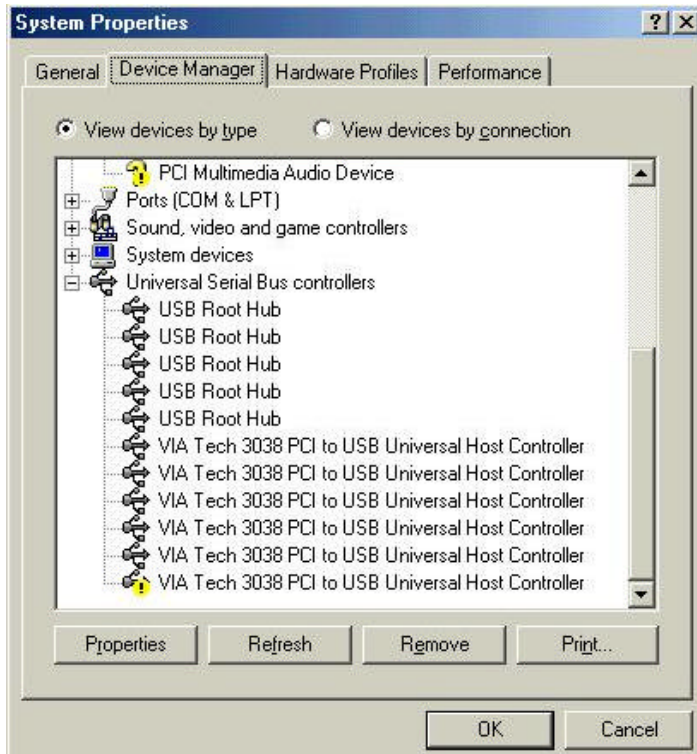 System Properties
General Device Manager Hardware Profiles Performance
View devices by type View devices by connection
PCI Multimedia Audio Device
Ports (COM & LPT)
Sound, video and game controllers
System devices
Universal Serial Bus controllers
USB Root Hub
USB Root Hub
USB Root Hub
USB Root Hub
USB Root Hub
VIA Tech 3038 PCI to USB Universal Host Controller
VIA Tech 3038 PCI to USB Universal Host Controller
VIA Tech 3038 PCI to USB Universal Host Controller
VIA Tech 3038 PCI to USB Universal Host Controller
VIA Tech 3038 PCI to USB Universal Host Controller
VIA Tech 3038 PCI to USB Universal Host Controller
Properties Refresh Remove Print...
OK Cancel